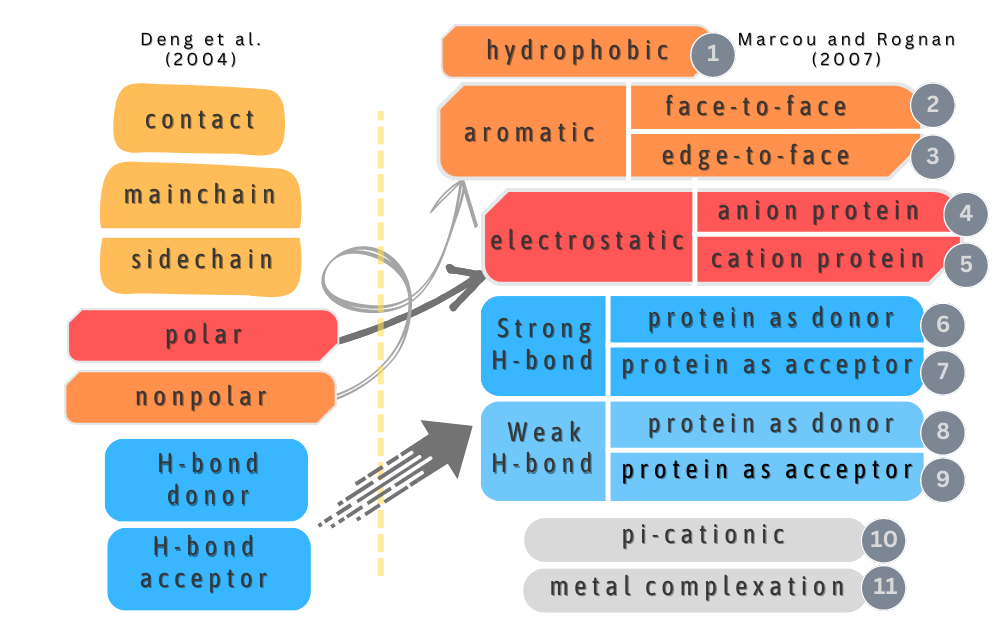 Deng et al.
(2004)
contact
mainchain
sidechain
polar
nonpolar
H-bond
donor
H-bond
acceptor
Marcou and Rognan
(2007)
hydrophobic 1
aromatic
face-to-face 2
edge-to-face 3
electrostatic
anion protein 4
cation protein 5
Strong
H-bond
protein as donor 6
protein as acceptor 7
Weak
H-bond
protein as donor 8
protein as acceptor 9
pi-cationic 10
metal complexation 11